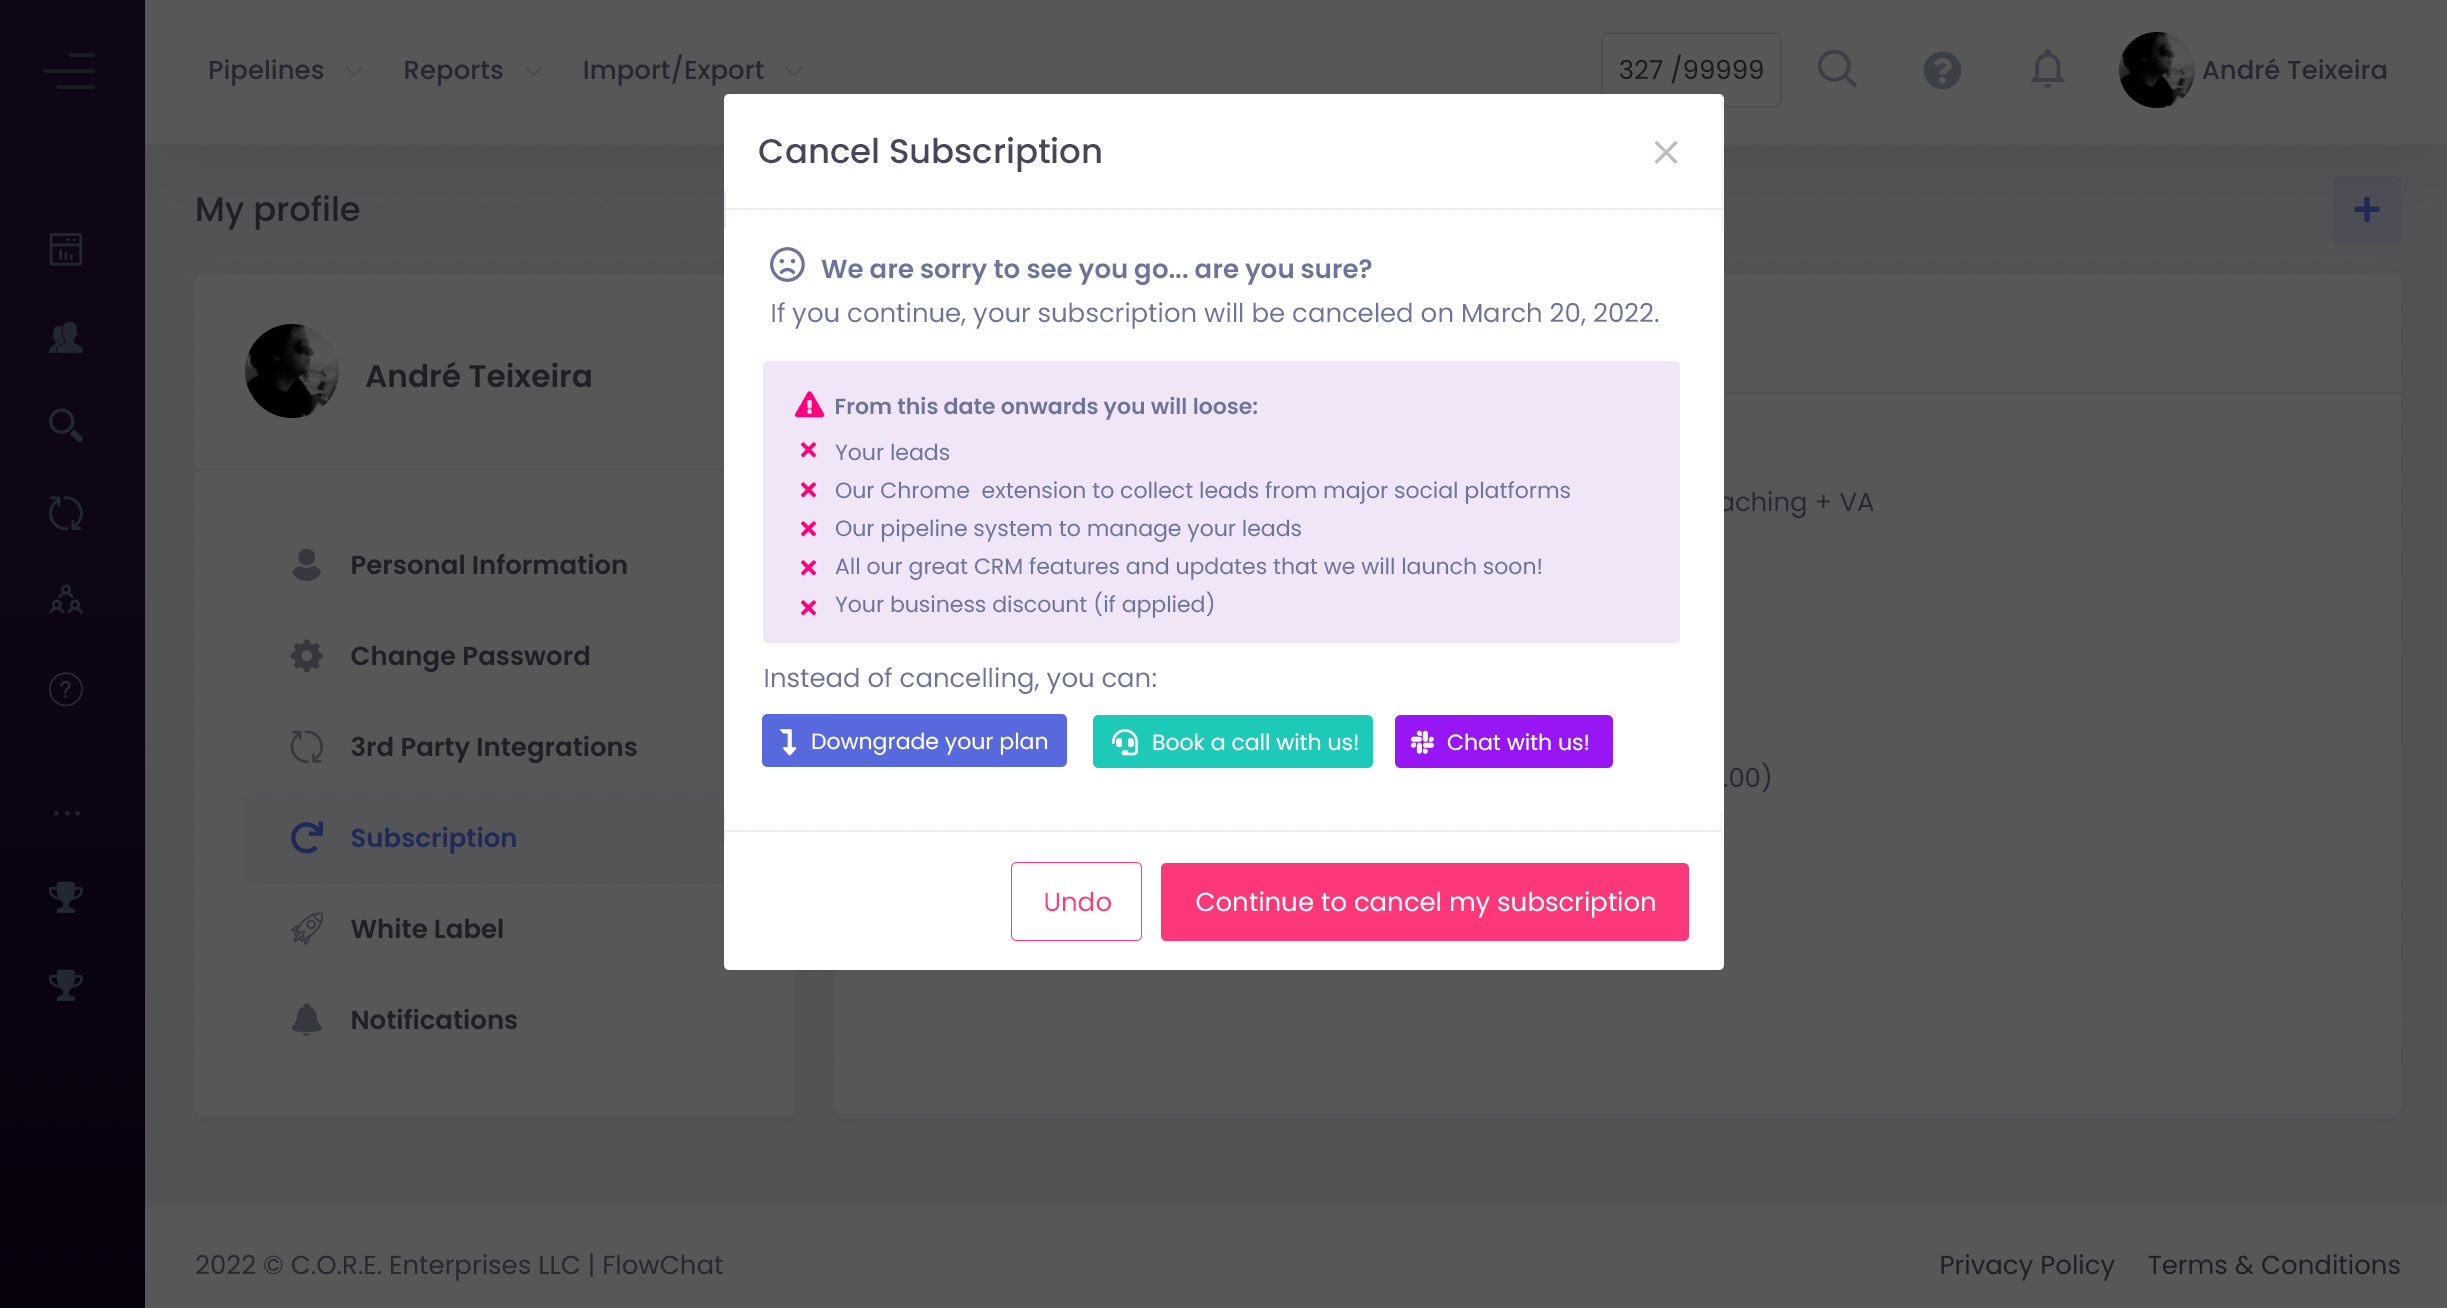 Pipelines
Reports
Import/Export
327 /99999
André Teixeira
Cancel Subscription
My profile
We are sorry to see you go... are you sure?
If you continue, your subscription will be canceled on March 20, 2022.
André Teixeira
From this date onwards you will loose:
Your leads
Our Chrome  extension to collect leads from major social platforms
Our pipeline system to manage your leads
All our great CRM features and updates that we will launch soon!
Your business discount (if applied)
aching + VA
Personal Information
Change Password
3rd Party Integrations
Subscription
White Label
Notifications
Instead of cancelling, you can:
Downgrade your plan
Book a call with us!
Chat with us!
.00)
Undo
Continue to cancel my subscription
2022 © C.O.R.E. Enterprises LLC | FlowChat
Privacy Policy
Terms & Conditions